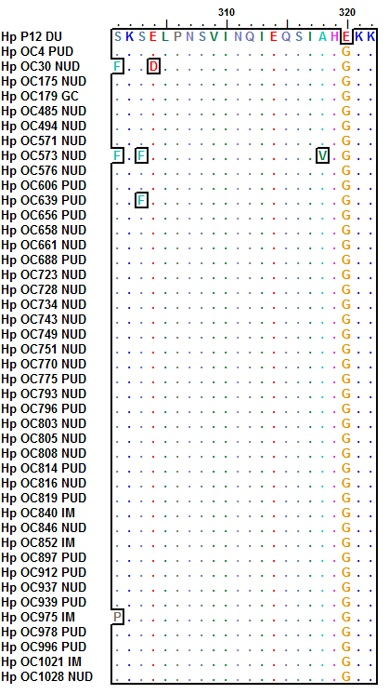 310 320
Hp P12 DU S K S E L P N S V I N Q I E Q S I A H E K K
Hp OC4 PUD . . . . . . . . . . . . . . . . . . . G . .
Hp OC30 NUD F . . D . . . . . . . . . . . . . . . G . .
Hp OC175 NUD . . . . . . . . . . . . . . . . . . . G . .
Hp OC179 GC . . . . . . . . . . . . . . . . . . . G . .
Hp OC485 NUD . . . . . . . . . . . . . . . . . . . G . .
Hp OC494 NUD . . . . . . . . . . . . . . . . . . . G . .
Hp OC571 NUD . . . . . . . . . . . . . . . . . . . G . .
Hp OC573 NUD F . F . . . . . . . . . . . . . . V . G . .
Hp OC576 NUD . . . . . . . . . . . . . . . . . . . G . .
Hp OC606 PUD . . . . . . . . . . . . . . . . . . . G . .
Hp OC639 PUD . . F . . . . . . . . . . . . . . . . G . .
Hp OC656 PUD . . . . . . . . . . . . . . . . . . . G . .
Hp OC658 NUD . . . . . . . . . . . . . . . . . . . G . .
Hp OC661 NUD . . . . . . . . . . . . . . . . . . . G . .
Hp OC688 PUD . . . . . . . . . . . . . . . . . . . G . .
Hp OC723 NUD . . . . . . . . . . . . . . . . . . . G . .
Hp OC728 NUD . . . . . . . . . . . . . . . . . . . G . .
Hp OC734 NUD . . . . . . . . . . . . . . . . . . . G . .
Hp OC743 NUD . . . . . . . . . . . . . . . . . . . G . .
Hp OC749 NUD . . . . . . . . . . . . . . . . . . . G . .
Hp OC751 NUD . . . . . . . . . . . . . . . . . . . G . .
Hp OC770 NUD . . . . . . . . . . . . . . . . . . . G . .
Hp OC775 PUD . . . . . . . . . . . . . . . . . . . G . .
Hp OC793 NUD . . . . . . . . . . . . . . . . . . . G . .
Hp OC796 PUD . . . . . . . . . . . . . . . . . . . G . .
Hp OC803 NUD . . . . . . . . . . . . . . . . . . . G . .
Hp OC805 NUD . . . . . . . . . . . . . . . . . . . G . .
Hp OC808 NUD . . . . . . . . . . . . . . . . . . . G . .
Hp OC814 PUD . . . . . . . . . . . . . . . . . . . G . .
Hp OC816 NUD . . . . . . . . . . . . . . . . . . . G . .
Hp OC819 PUD . . . . . . . . . . . . . . . . . . . G . .
Hp OC840 IM . . . . . . . . . . . . . . . . . . . G . .
Hp OC846 NUD . . . . . . . . . . . . . . . . . . . G . .
Hp OC852 IM . . . . . . . . . . . . . . . . . . . G . .
Hp OC897 PUD . . . . . . . . . . . . . . . . . . . G . .
Hp OC912 PUD . . . . . . . . . . . . . . . . . . . G . .
Hp OC937 NUD . . . . . . . . . . . . . . . . . . . G . .
Hp OC939 PUD . . . . . . . . . . . . . . . . . . . G . .
Hp OC975 IM P . . . . . . . . . . . . . . . . . . G . .
Hp OC978 PUD . . . . . . . . . . . . . . . . . . . G . .
Hp OC996 PUD . . . . . . . . . . . . . . . . . . . G . .
Hp OC1021 IM . . . . . . . . . . . . . . . . . . . G . .
Hp OC1028 NUD . . . . . . . . . . . . . . . . . . . G . .